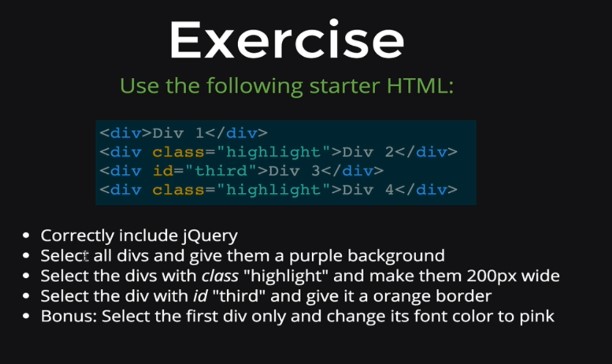 Exercise
Use the following starter HTML:
<div>Div 1</div>
<div class="highlight">Div 2</div>
<div id="third">Div 3</div>
<div class="highlight">Div 4</div>
• Correctly include jQuery
• Select all divs and give them a purple background
• Select the divs with class "highlight" and make them 200px wide
• Select the div with id "third" and give it a orange border
• Bonus: Select the first div only and change its font color to pink